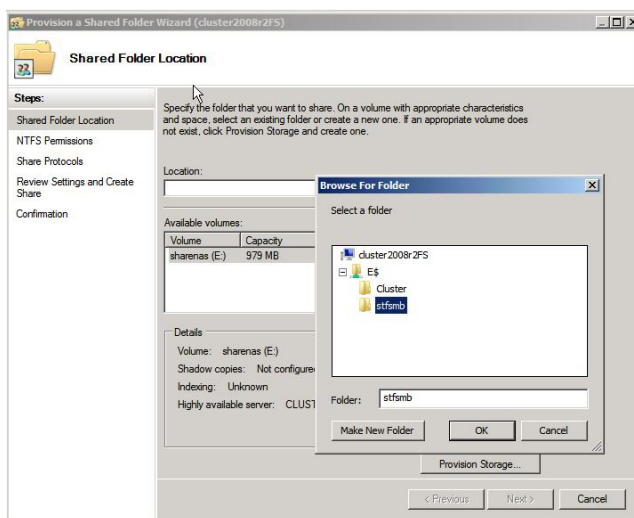 Provision a Shared Folder Wizard (cluster2008r2FS)
Shared Folder Location
Steps:
Shared Folder Location
NTFS Permissions
Share Protocols
Review Settings and Create
Share
Confirmation
Specify the folder that you want to share. On a volume with appropriate characteristics
and space, select an existing folder or create a new one. If an appropriate volume does
not exist, click Provision Storage and create one.
Location:
Available volumes:
Volume Capacity
sharenas (E:) 979 MB
Details
Volume: sharenas (E:)
Shadow copies: Not configure
Indexing: Unknown
Highly available server: CLUST
Browse For Folder
Select a folder
cluster2008r2FS
E$
Cluster
stfsmb
Folder: stfsmb
Make New Folder OK Cancel
Provision Storage...
< Previous Next > Cancel